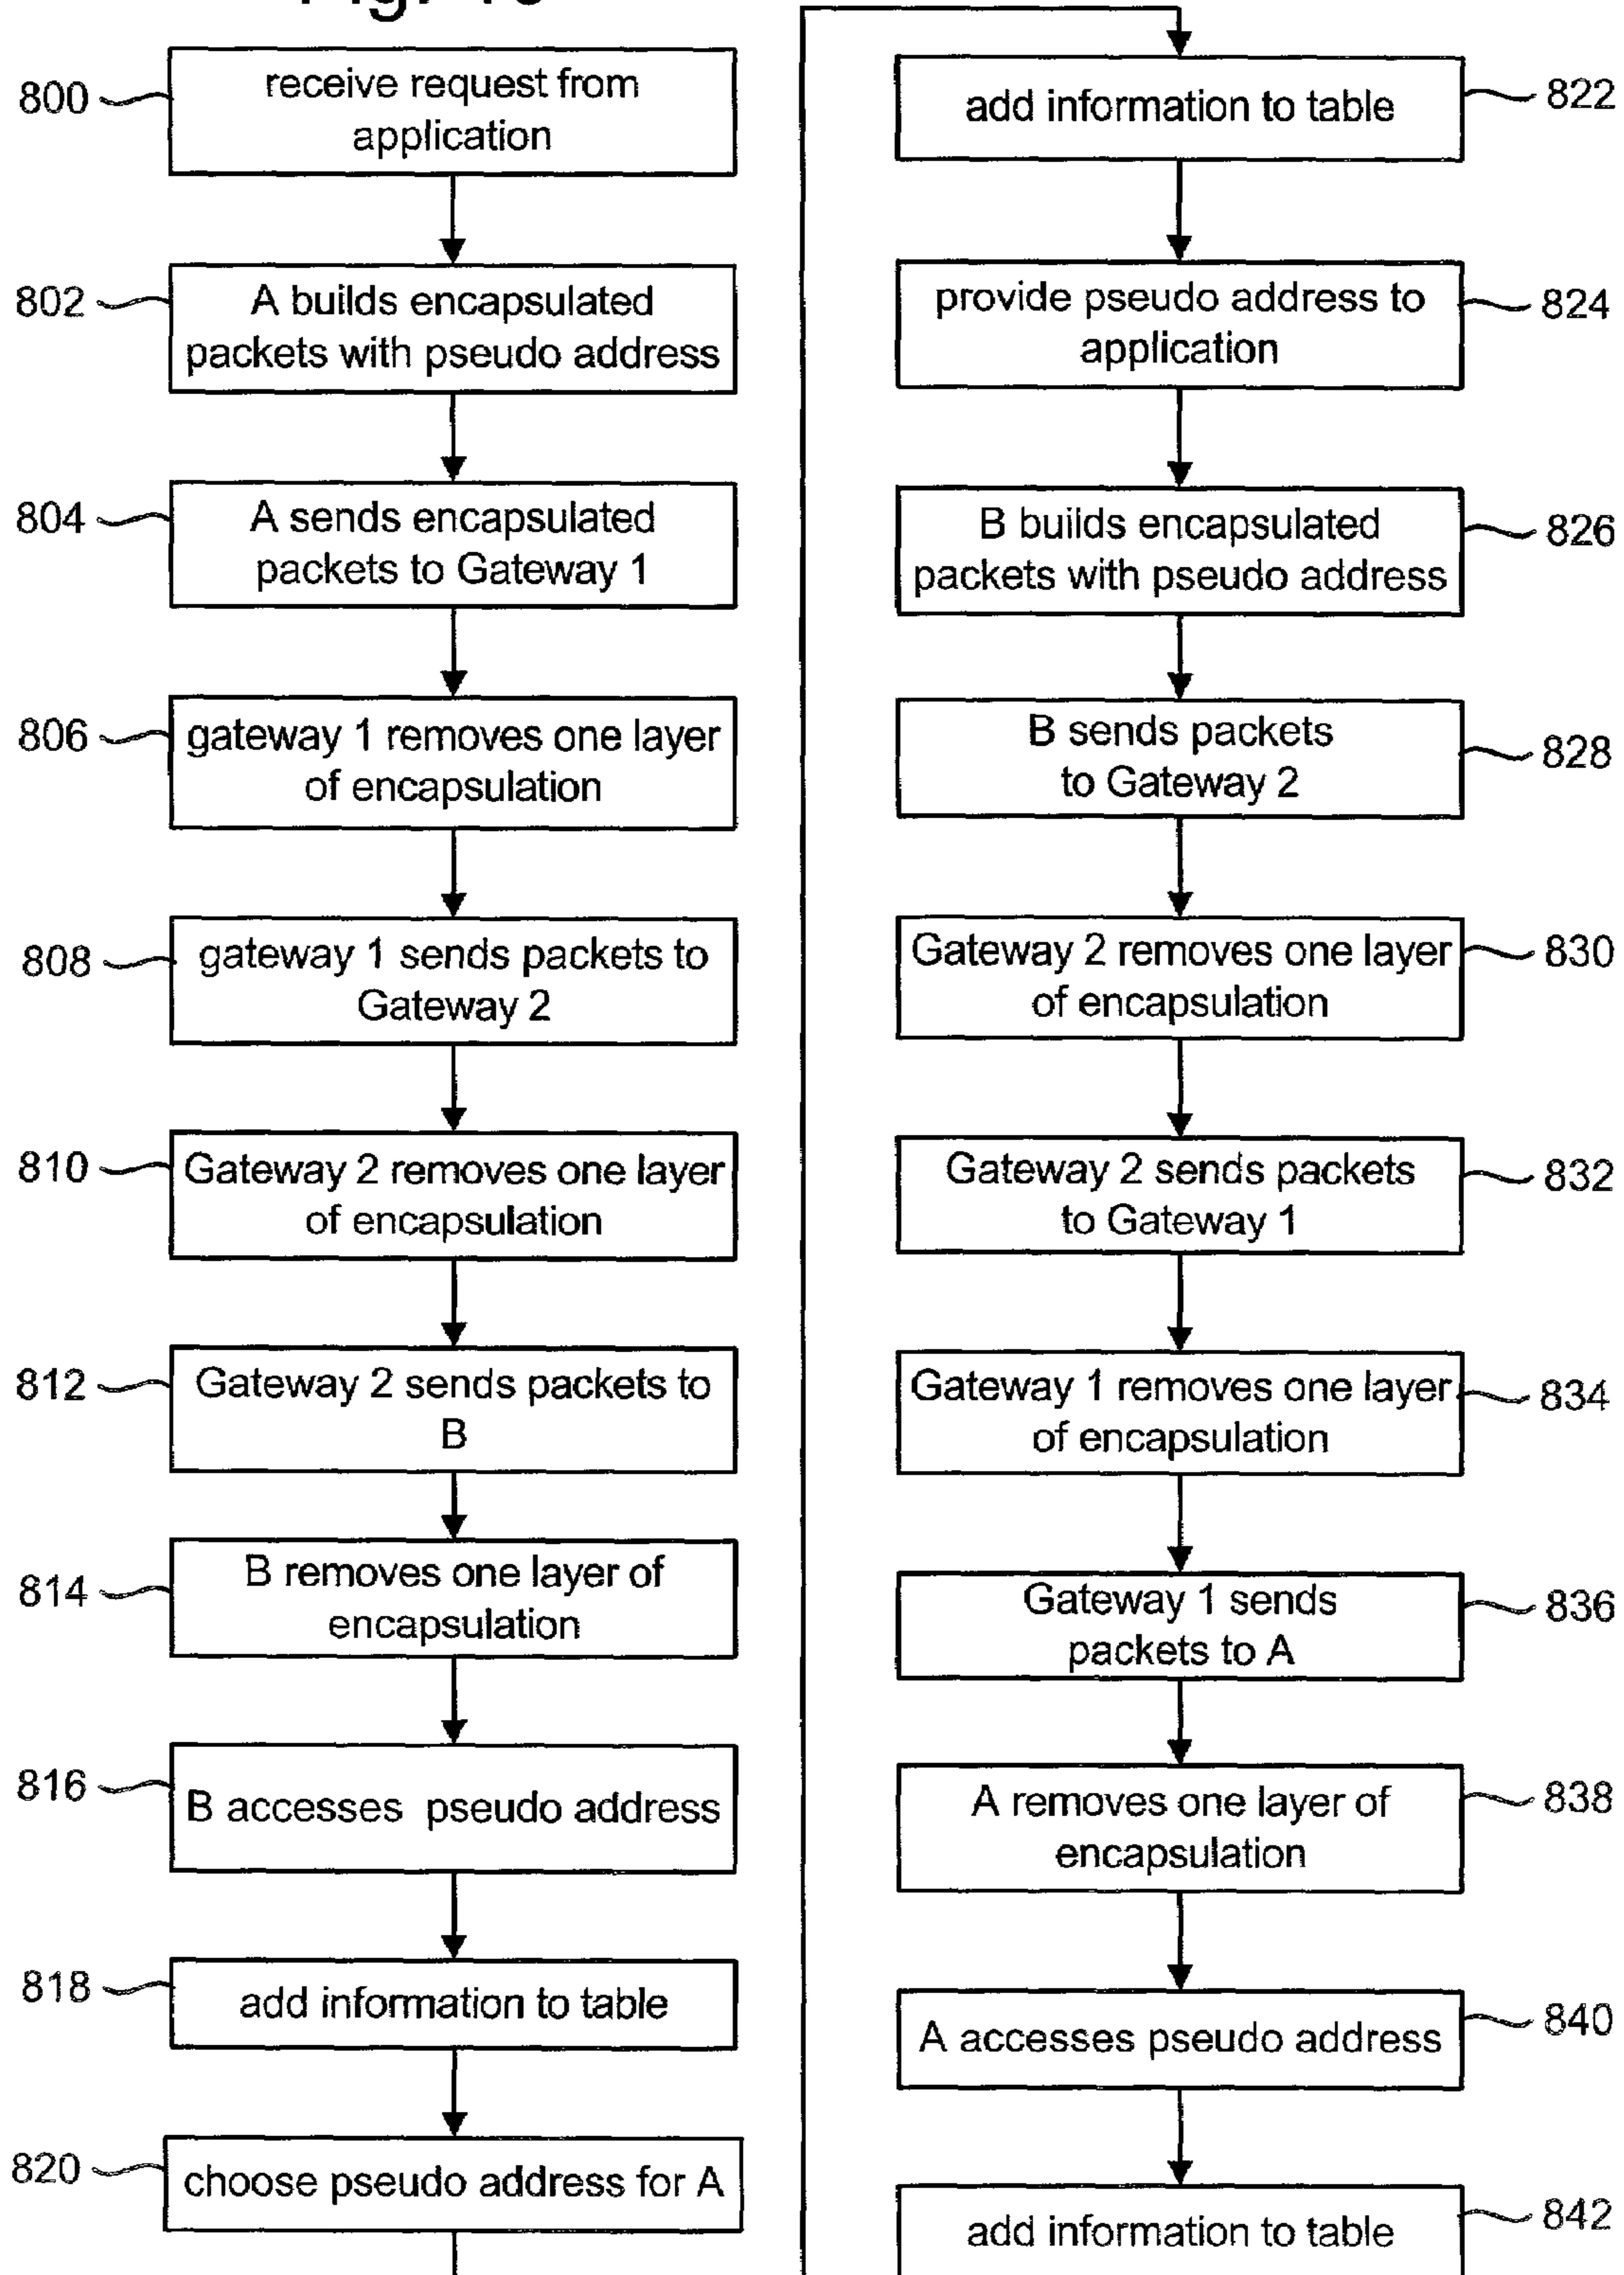 800
receive request from
application
802
A builds encapsulated
packets with pseudo address
804
A sends encapsulated
packets to Gateway 1
806
gateway 1 removes one layer
of encapsulation
808
gateway 1 sends packets to
Gateway 2
810
Gateway 2 removes one layer
of encapsulation
812
Gateway 2 sends packets to
B
814
B removes one layer of
encapsulation
816
B accesses pseudo address
818
add information to table
820
choose pseudo address for A
add information to table
822
provide pseudo address to
application
824
B builds encapsulated
packets with pseudo address
826
B sends packets
to Gateway 2
828
Gateway 2 removes one layer
of encapsulation
830
Gateway 2 sends packets
to Gateway 1
832
Gateway 1 removes one layer
of encapsulation
834
Gateway 1 sends
packets to A
836
A removes one layer of
encapsulation
838
A accesses pseudo address
840
add information to table
842